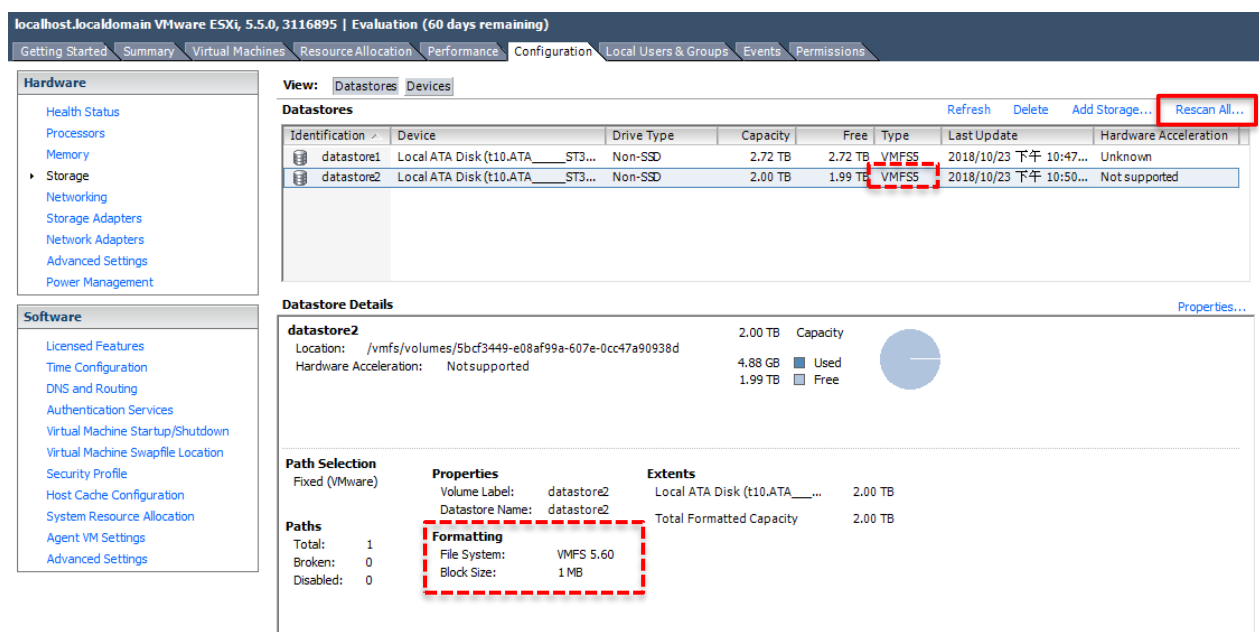 localhost.localdomain VMware ESXi, 5.5.0, 3116895 | Evaluation (60 days remaining)
Getting Started Summary Virtual Machines Resource Allocation Performance Configuration Local Users & Groups Events Permissions
Hardware
Health Status
Processors
Memory
Storage
Networking
Storage Adapters
Network Adapters
Advanced Settings
Power Management
Software
Licensed Features
Time Configuration
DNS and Routing
Authentication Services
Virtual Machine Startup/Shutdown
Virtual Machine Swapfile Location
Security Profile
Host Cache Configuration
System Resource Allocation
Agent VM Settings
Advanced Settings
View: Datastores Devices
Datastores Refresh Delete Add Storage... Rescan All...
Identification Device Drive Type Capacity Free Type Last Update Hardware Acceleration
datastore1 Local ATA Disk (t10.ATA_____ST3... Non-SSD 2.72 TB 2.72 TB VMFS5 2018/10/23 下午 10:47... Unknown
datastore2 Local ATA Disk (t10.ATA_____ST3... Non-SSD 2.00 TB 1.99 TB VMFS5 2018/10/23 下午 10:50... Not supported
Datastore Details Properties...
datastore2 2.00 TB Capacity
Location: /vmfs/volumes/5bcf3449-e08af99a-607e-0cc47a90938d
Hardware Acceleration: Not supported
4.88 GB Used
1.99 TB Free
Path Selection
Fixed (VMware)
Paths
Total: 1
Broken: 0
Disabled: 0
Properties
Volume Label: datastore2
Datastore Name: datastore2
Formatting
File System: VMFS 5.60
Block Size: 1 MB
Extents
Local ATA Disk (t10.ATA___... 2.00 TB
Total Formatted Capacity 2.00 TB